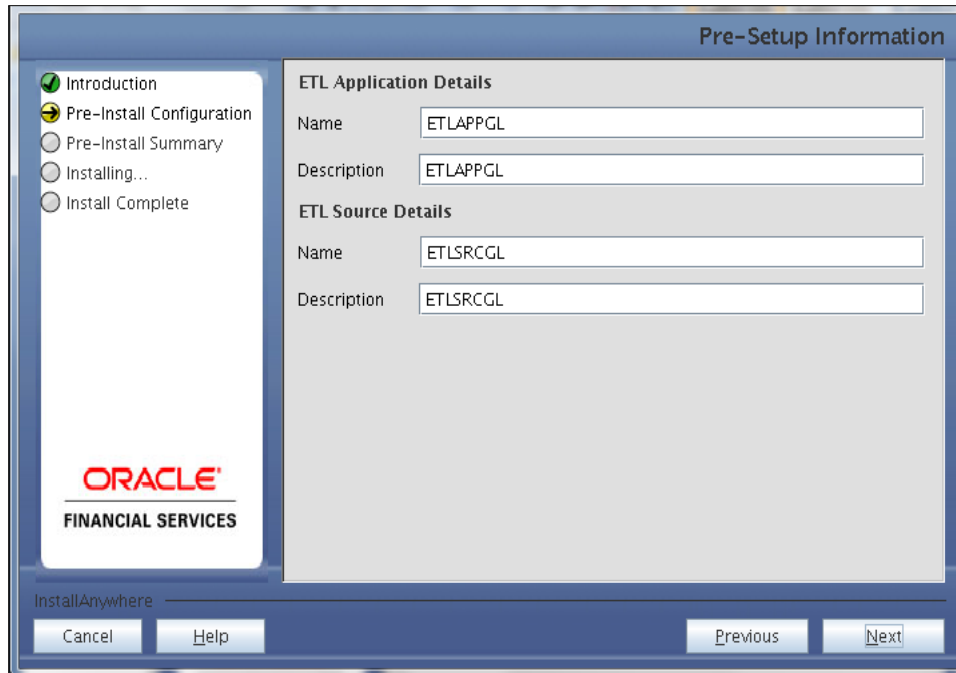 Pre-Setup Information
Introduction
Pre-Install Configuration
Pre-Install Summary
Installing...
Install Complete
ORACLE'
FINANCIAL SERVICES
ETL Application Details
Name ETLAPPGL
Description ETLAPPGL
ETL Source Details
Name ETLSRCGL
Description ETLSRCGL
InstallAnywhere
Cancel Help Previous Next